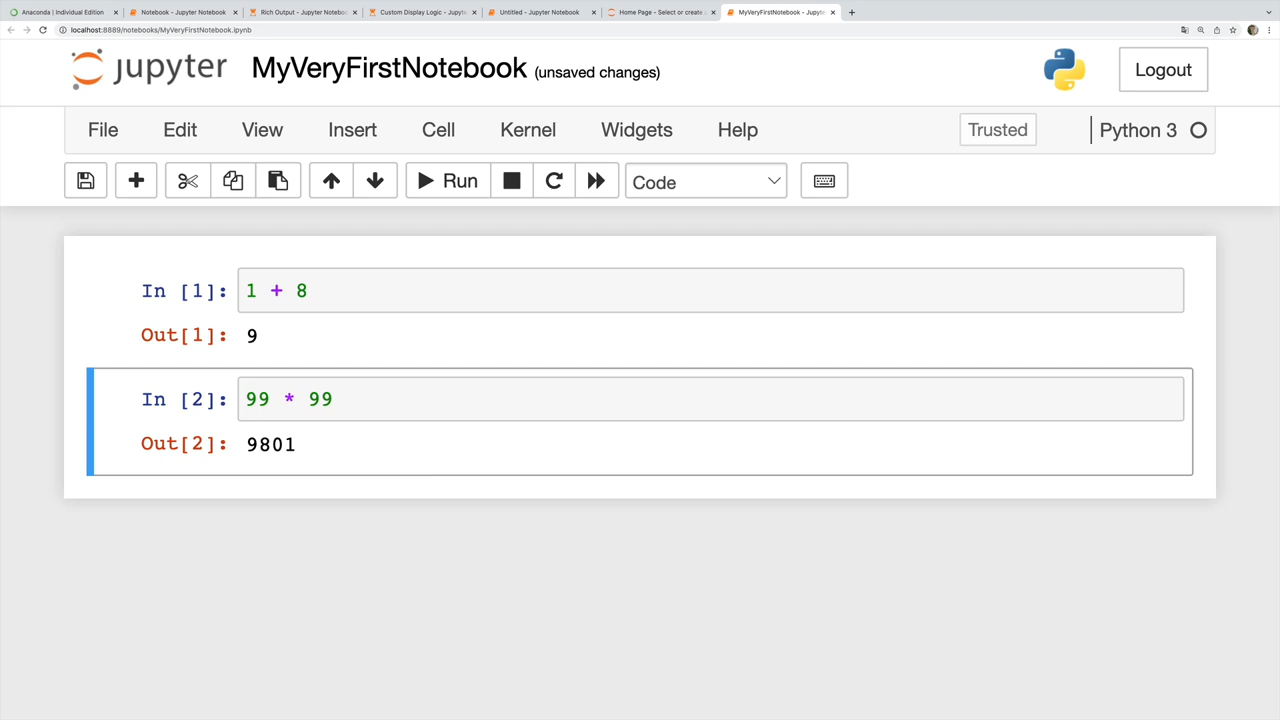 Anaconda | Individual Edition
Notebook - Jupyter Notebook
Rich Output - Jupyter Noteboo
Custom Display Logic - Jupyte
Untitled - Jupyter Notebook
Home Page - Select or create
MyVeryFirstNotebook - Jupyte
localhost:8889/notebooks/MyVeryFirstNotebook.ipynb
jupyter MyVeryFirstNotebook (unsaved changes) Logout
File Edit View Insert Cell Kernel Widgets Help Trusted Python 3
Run Code
In [1]: 1 + 8
Out[1]: 9
In [2]: 99 * 99
Out[2]: 9801